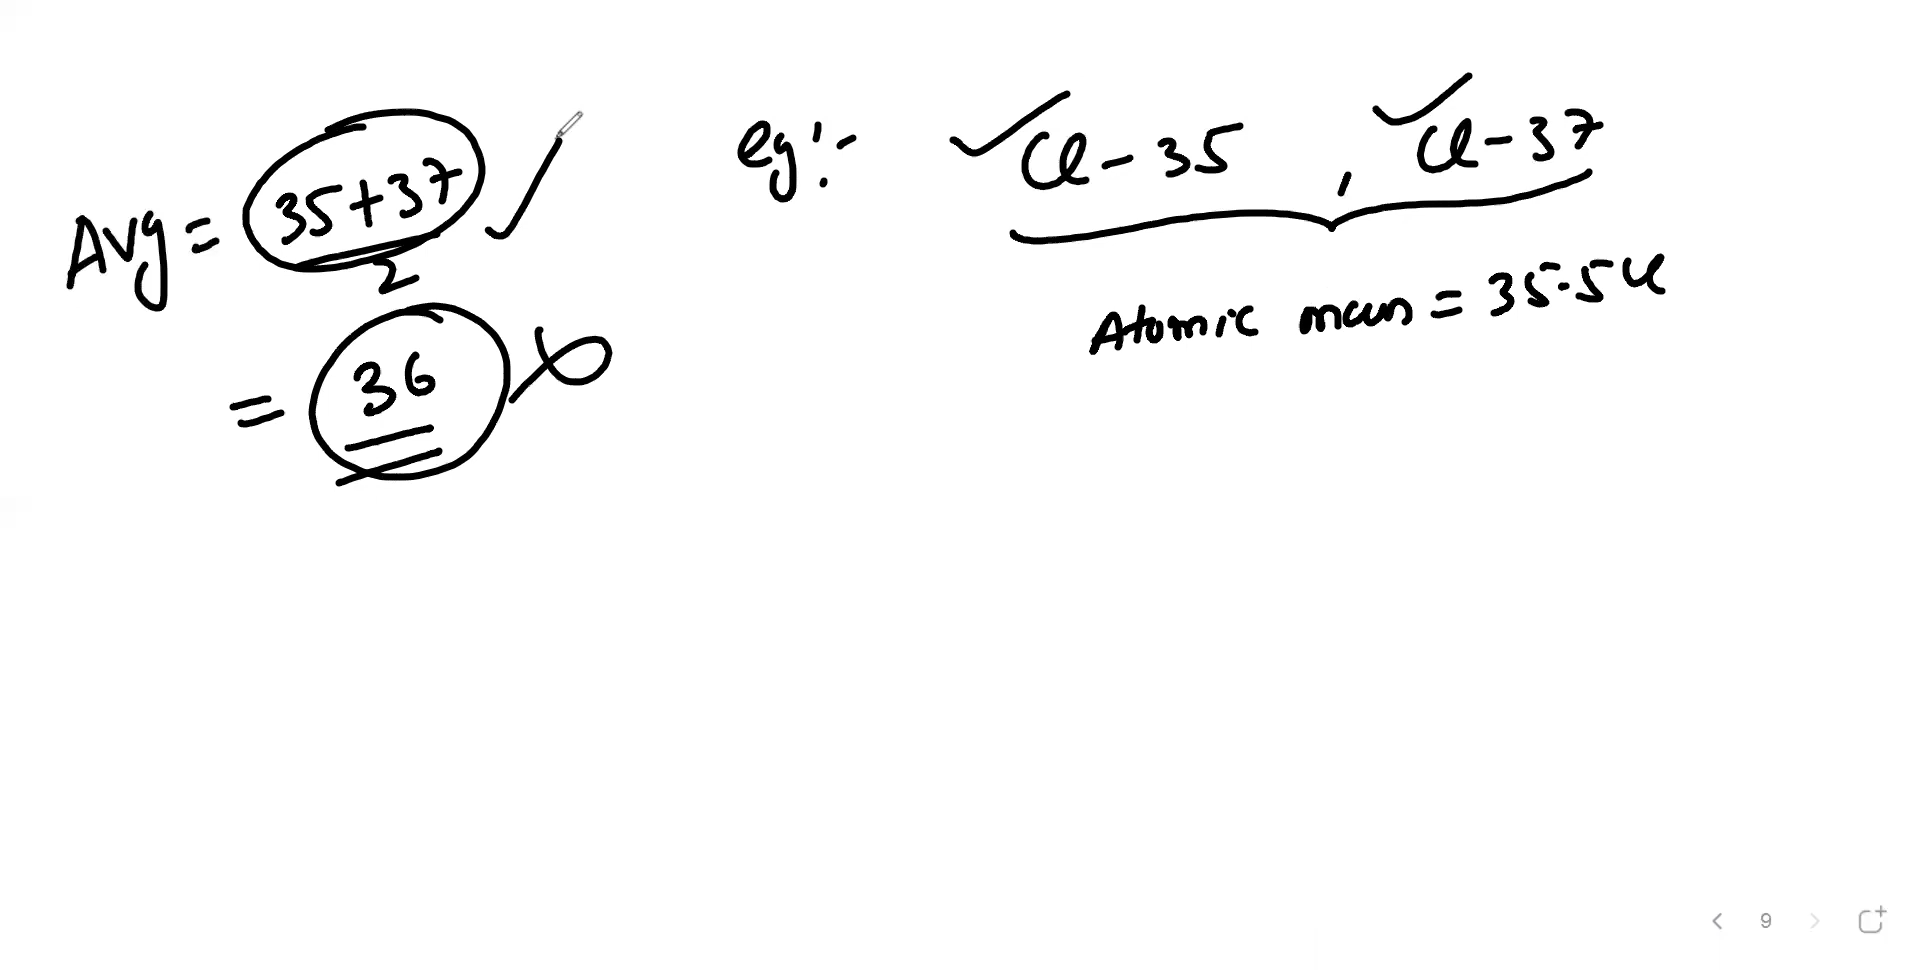 Avg = 35+37
2
= 36
eg:- Cl-35, Cl-37
Atomic mass = 35.5u
9